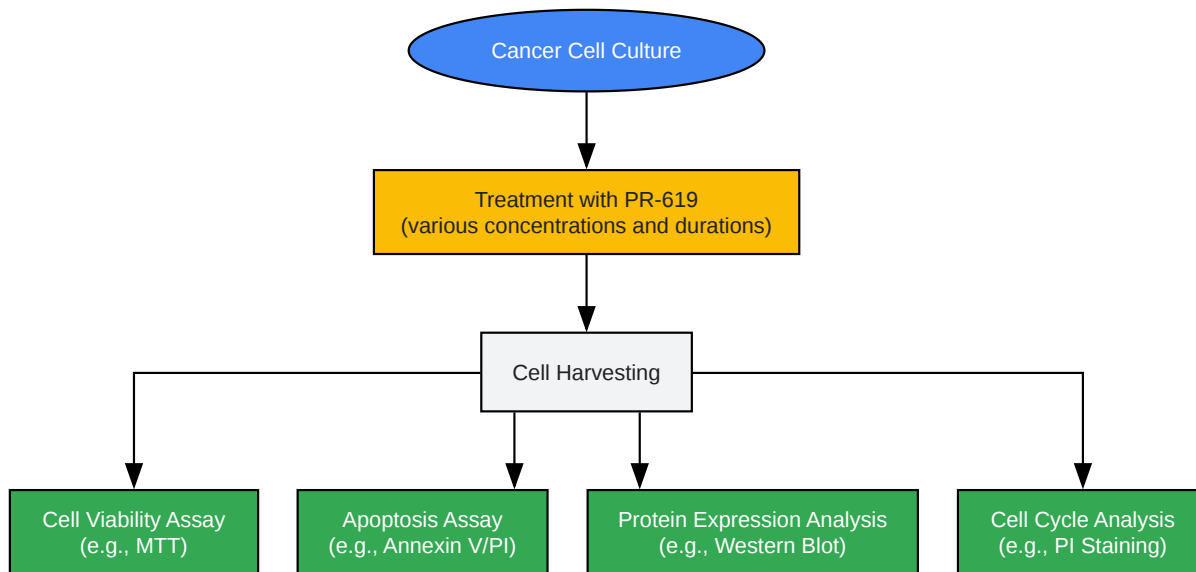 Cancer Cell Culture
Treatment with PR-619
(various concentrations and durations)
Cell Harvesting
Cell Viability Assay
(e.g., MTT)
Apoptosis Assay
(e.g., Annexin V/PI)
Protein Expression Analysis
(e.g., Western Blot)
Cell Cycle Analysis
(e.g., PI Staining)